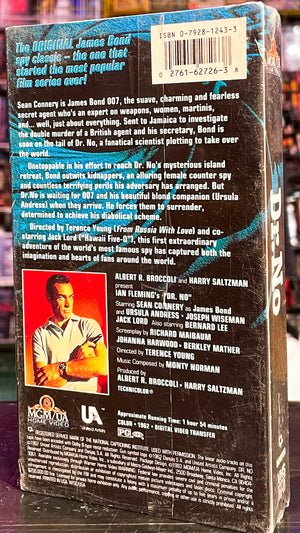 The ORIGINAL James Bond
spy classic – the one that
started the most popular
film series ever!
ISBN 0-7928-1243-3
0 2761-62726-3 8
Sean Connery is James Bond 007, the suave, charming and fearless
secret agent who's an expert on weapons, women, martinis,
and... well, just about everything. Sent to Jamaica to investigate
the double murder of a British agent and his secretary, Bond is
soon on the tail of Dr. No, a fanatical scientist plotting to take over
the world.
Unstoppable in his effort to reach Dr. No's mysterious island
retreat, Bond outwits kidnappers, an alluring female counter spy
and countless terrifying perils his adversary has arranged. But
Dr. No is waiting for 007 and his beautiful blond companion (Ursula
Andress) when they arrive. He forces them to surrender,
determined to achieve his diabolical scheme.
Directed by Terence Young (From Russia With Love) and co-
starring Jack Lord ("Hawaii Five-O"), this first extraordinary
adventure of the world's most famous spy has captured both the
imagination and hearts of fans around the world.
ALBERT R. BROCCOLI and HARRY SALTZMAN
PRESENT
IAN FLEMING's "DR. NO"
Starring SEAN CONNERY as James Bond
and URSULA ANDRESS • JOSEPH WISEMAN
JACK LORD Also starring BERNARD LEE
Screenplay by RICHARD MAIBAUM
JOHANNA HARWOOD • BERKLEY MATHER
Directed by TERENCE YOUNG
Music Composed by MONTY NORMAN
Produced by
ALBERT R. BROCCOLI • HARRY SALTZMAN
TECHNICOLOR®
MGM/UA
HOME VIDEO
UA
United Artists
Approximate Running Time: 1 hour 54 minutes
COLOR • 1962 • DIGITAL VIDEO TRANSFER
PG
DR. NO